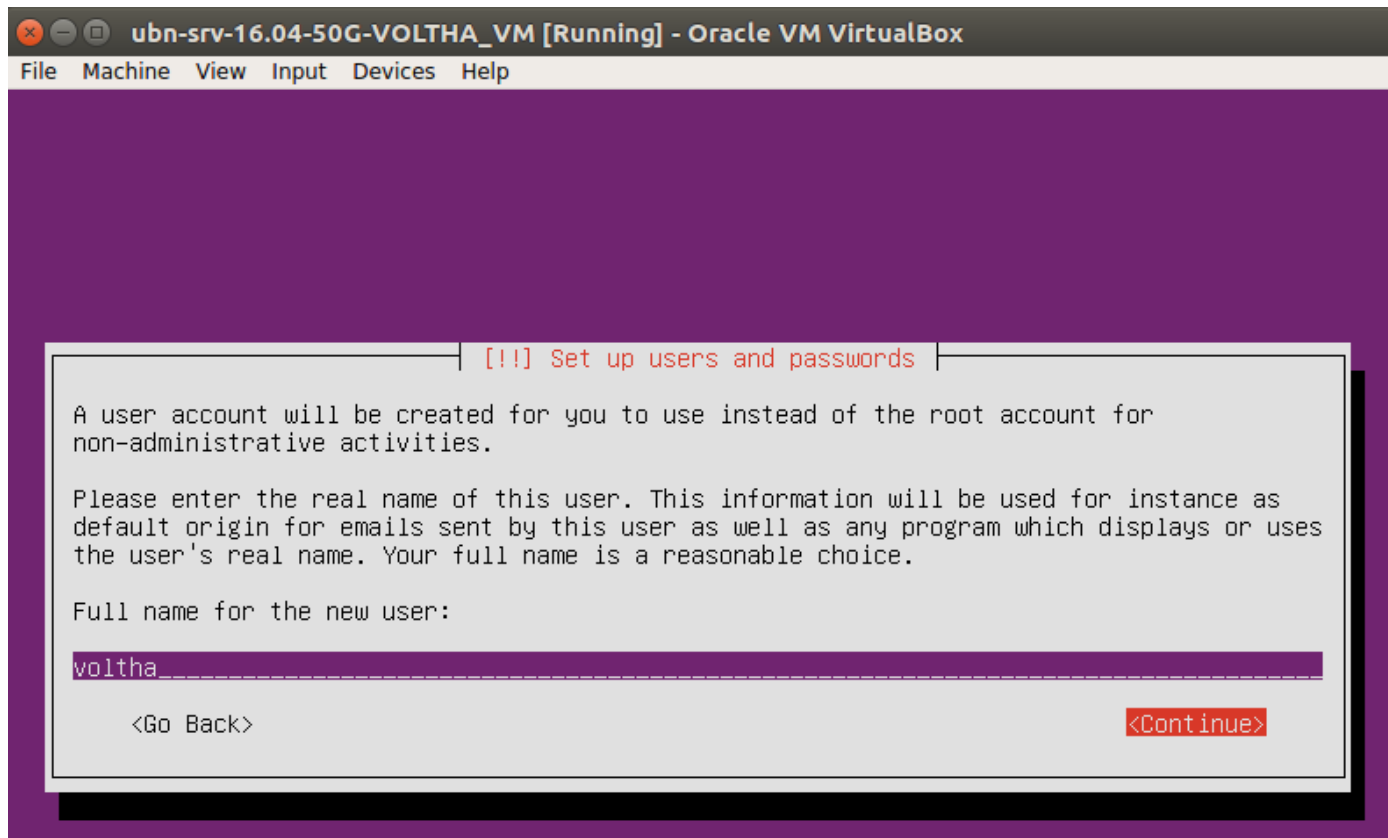 ubn-srv-16.04-50G-VOLTHA_VM [Running] - Oracle VM VirtualBox
File Machine View Input Devices Help
[!!] Set up users and passwords
A user account will be created for you to use instead of the root account for
non-administrative activities.
Please enter the real name of this user. This information will be used for instance as
default origin for emails sent by this user as well as any program which displays or uses
the user's real name. Your full name is a reasonable choice.
Full name for the new user:
voltha
<Go Back> <Continue>